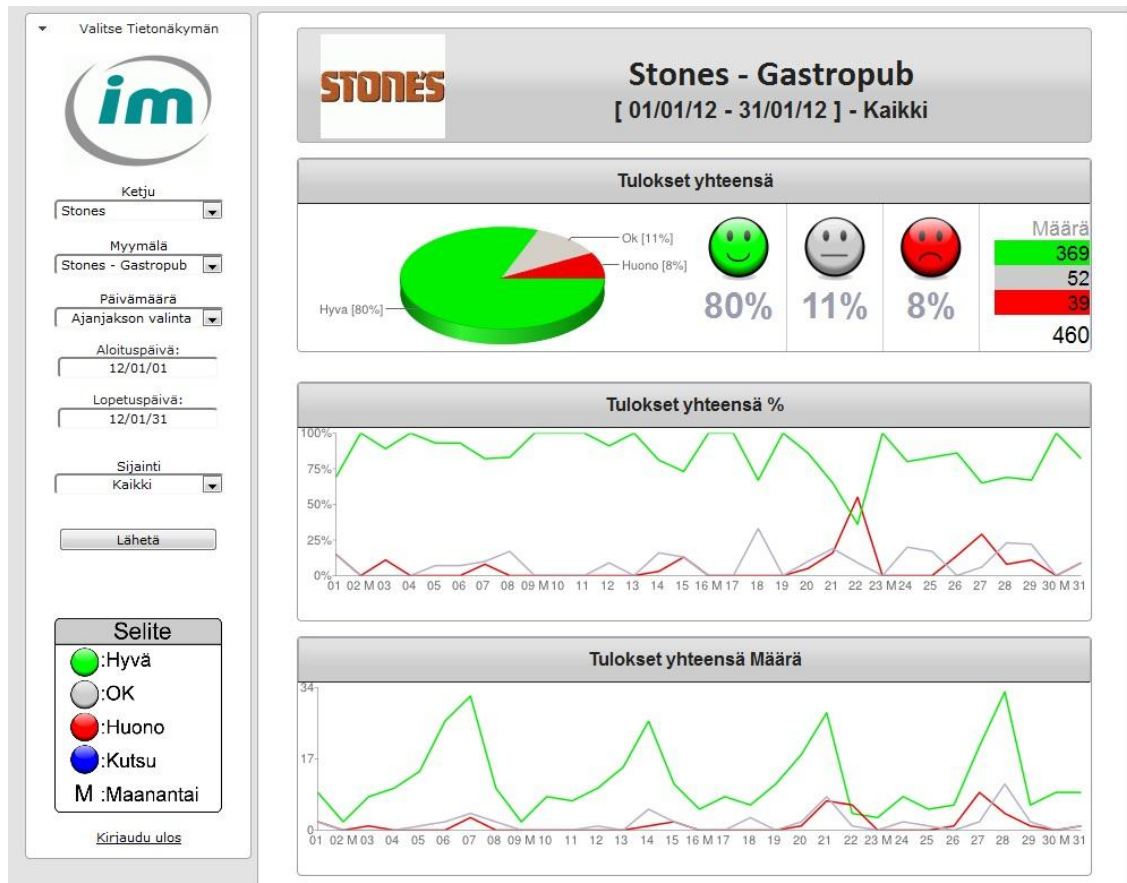 Valitse Tietonäkymän
im
Ketju
Stones
Myymälä
Stones - Gastropub
Päivämäärä
Ajanjakson valinta
Aloituspäivä:
12/01/01
Lopetuspäivä:
12/01/31
Sijainti
Kaikki
Lähetä
Selite
:Hyvä
:OK
:Huono
:Kutsu
M :Maanantai
Kirjaudu ulos
STONE'S
Stones - Gastropub
[ 01/01/12 - 31/01/12 ] - Kaikki
Tulokset yhteensä
Ok [11%]
Huono [8%]
Hyva [80%]
80%
11%
8%
Määrä
369
52
39
460
Tulokset yhteensä %
100%
75%
50%
25%
0%
01 02 M 03 04 05 06 07 08 09 M 10 11 12 13 14 15 16 M 17 18 19 20 21 22 23 M 24 25 26 27 28 29 30 M 31
Tulokset yhteensä Määrä
34
17
0
01 02 M 03 04 05 06 07 08 09 M 10 11 12 13 14 15 16 M 17 18 19 20 21 22 23 M 24 25 26 27 28 29 30 M 31